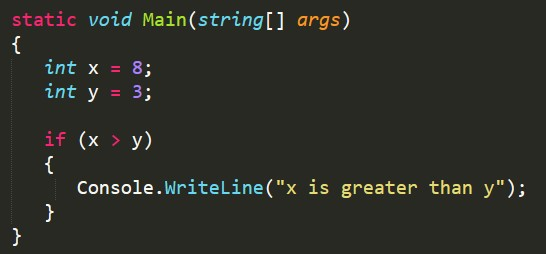 static void Main(string[] args)
{
int x = 8;
int y = 3;
if (x > y)
{
Console.WriteLine("x is greater than y");
}
}